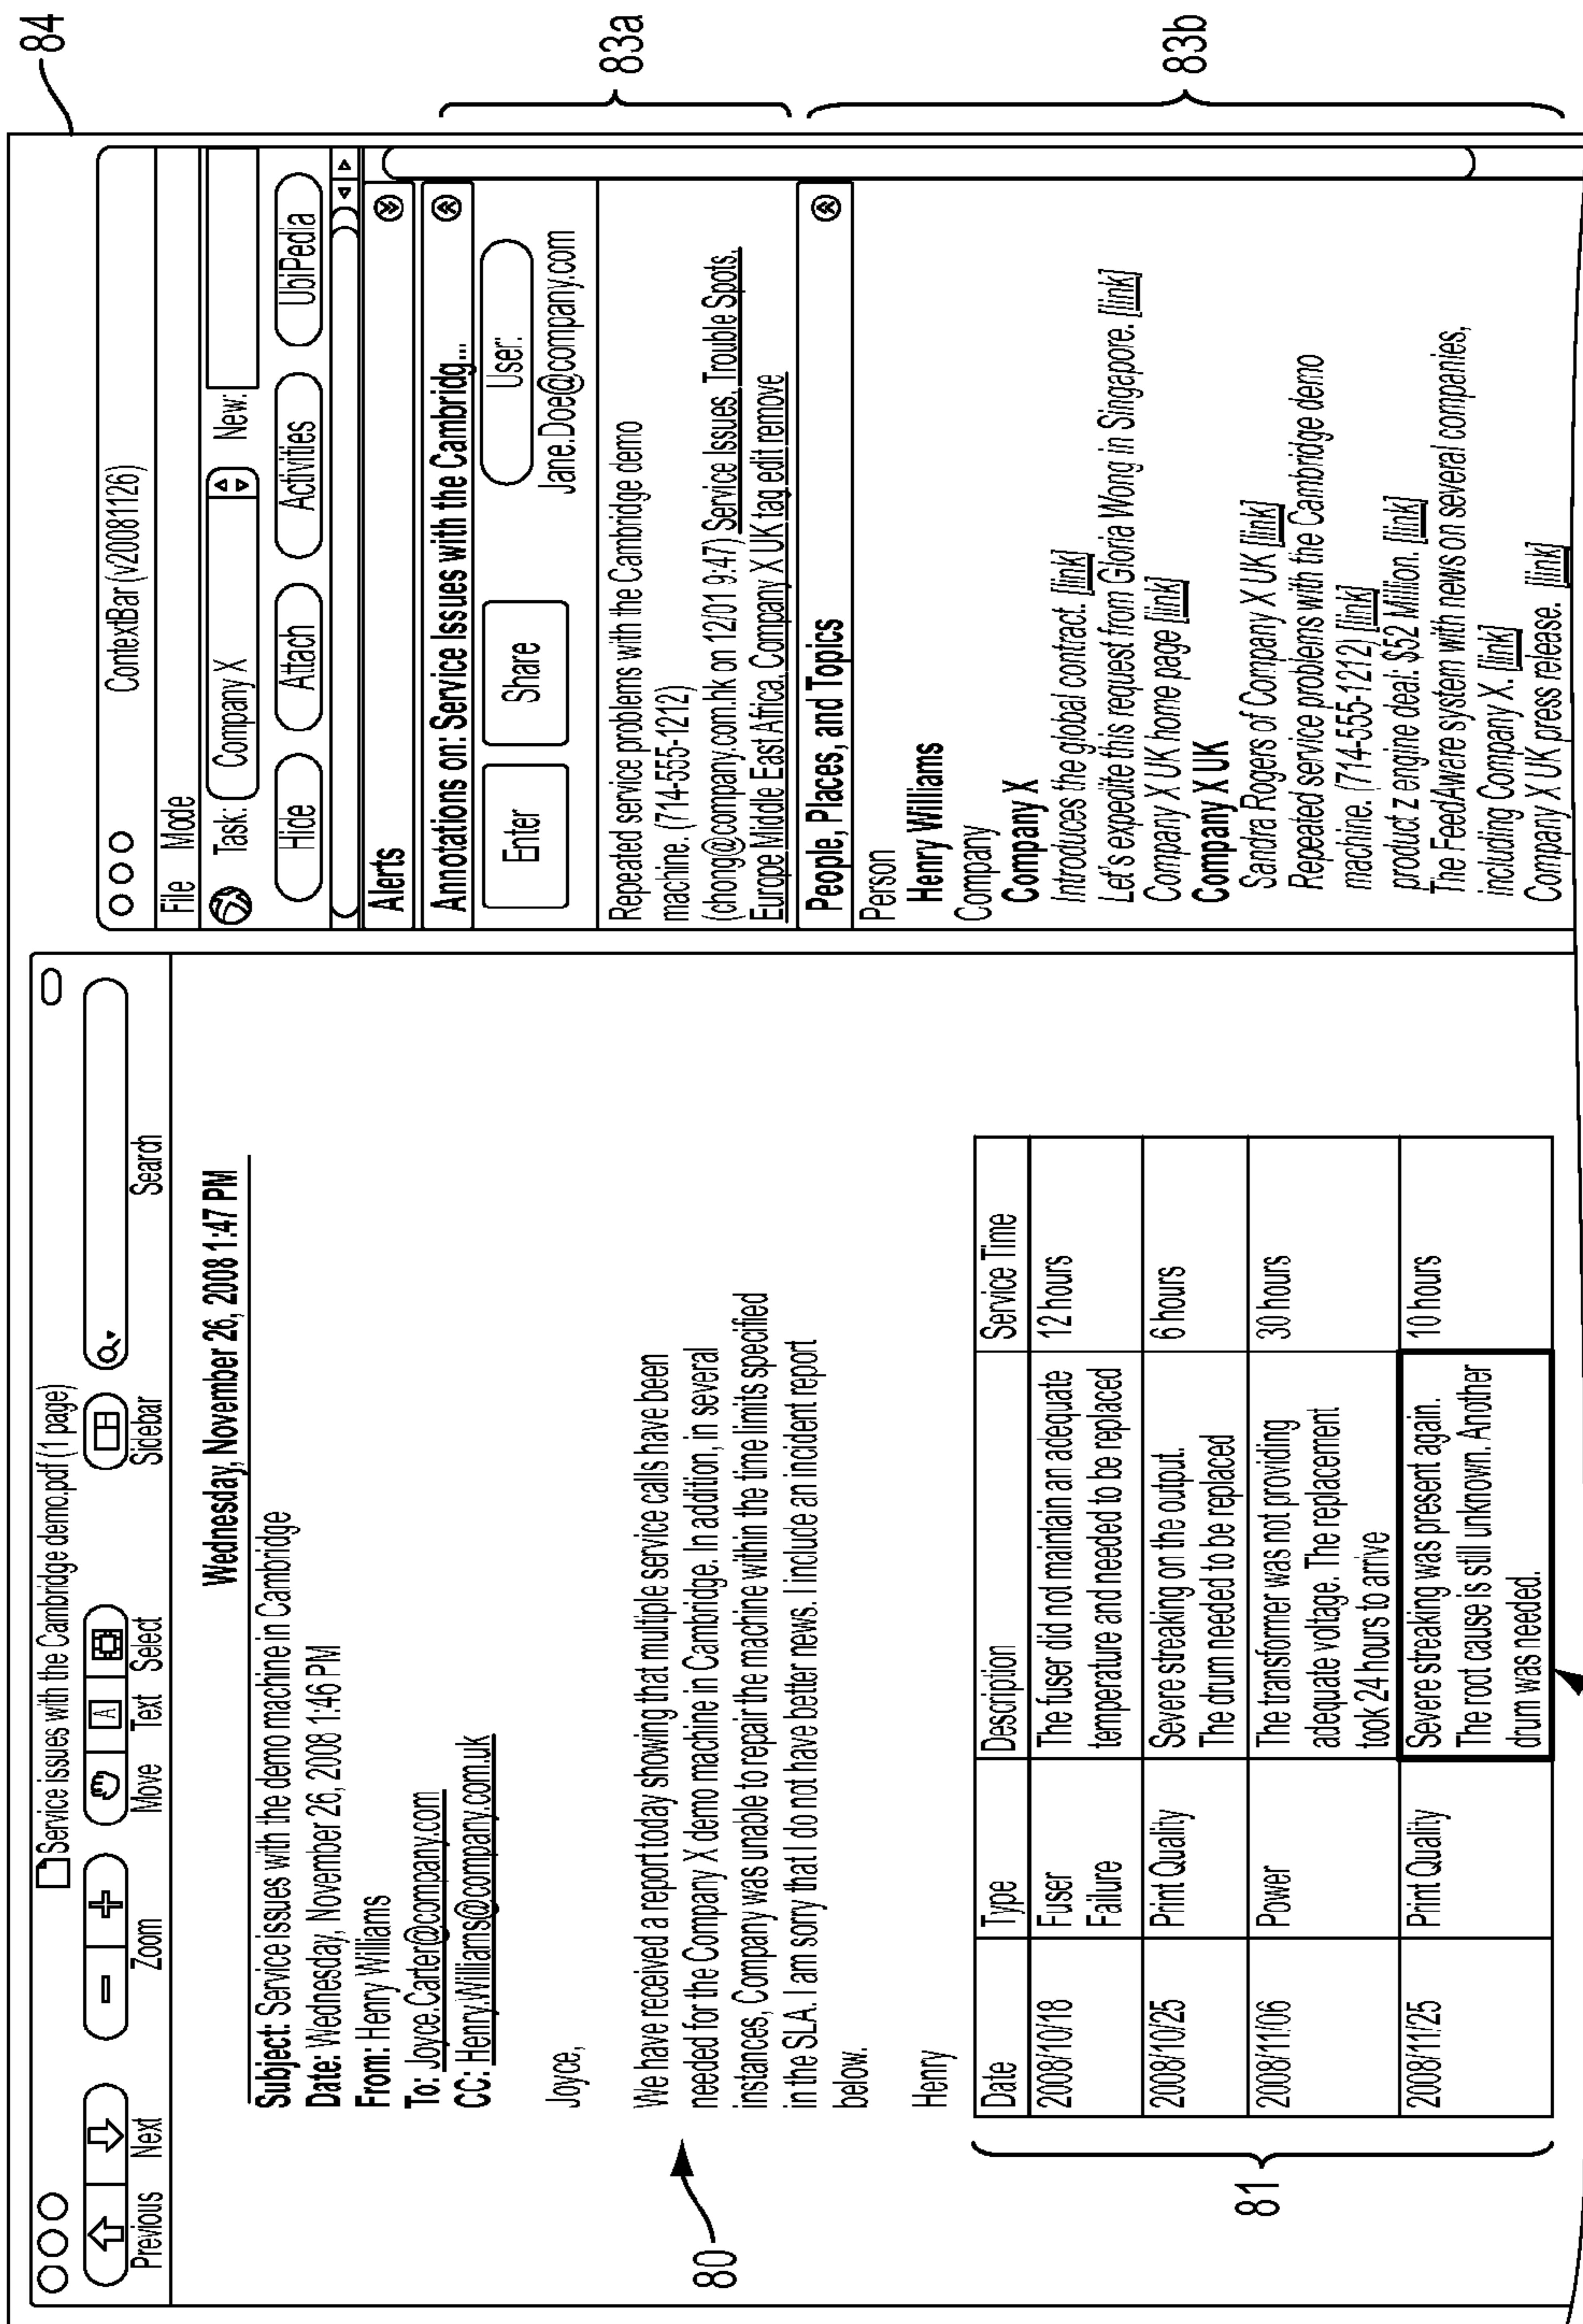 84
Service issues with the Cambridge demo.pdf (1 page)
Previous Next Zoom Move Text Select Sidebar Search
A
Wednesday, November 26, 2008 1:47 PM
Subject: Service issues with the demo machine in Cambridge
Date: Wednesday, November 26, 2008 1:46 PM
From: Henry Williams
To: Joyce.Carter@company.com
CC: Henry.Williams@company.com.uk
Joyce,
We have received a report today showing that multiple service calls have been
needed for the Company X demo machine in Cambridge. In addition, in several
instances, Company was unable to repair the machine within the time limits specified
in the SLA. I am sorry that I do not have better news. I include an incident report
below.
Henry
80
81
Date Type Description Service Time
2008/10/18 Fuser The fuser did not maintain an adequate 12 hours
Failure temperature and needed to be replaced
2008/10/25 Print Quality Severe streaking on the output. 6 hours
The drum needed to be replaced
2008/11/06 Power The transformer was not providing 30 hours
adequate voltage. The replacement
took 24 hours to arrive
2008/11/25 Print Quality Severe streaking was present again. 10 hours
The root cause is still unknown. Another
drum was needed.
ContextBar (v20081126)
File Mode
Task: Company X New:
Hide Attach Activities UbiPedia
Alerts
Annotations on: Service Issues with the Cambridg...
Enter Share User:
Jane.Doe@company.com
Repeated service problems with the Cambridge demo
machine. (714-555-1212)
(chong@company.com.hk on 12/01 9:47) Service Issues, Trouble Spots,
Europe Middle East Africa, Company X UK tag edit remove
83a
People, Places, and Topics
Person
Henry Williams
Company
Company X
Introduces the global contract. [link]
Let's expedite this request from Gloria Wong in Singapore. [link]
Company X UK home page [link]
Company X UK
Sandra Rogers of Company X UK [link]
Repeated service problems with the Cambridge demo
machine. (714-555-1212) [link]
product z engine deal: $52 Million. [link]
The FeedAware system with news on several companies,
including Company X. [link]
Company X UK press release. [link]
83b